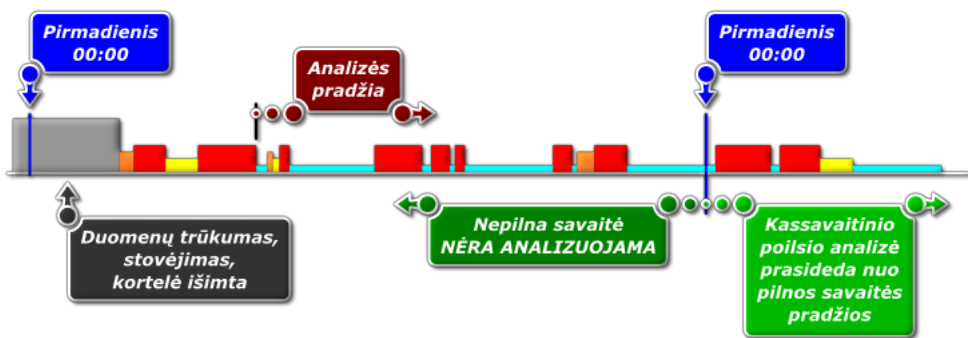 Pirmadienis
00:00
Analizės
pradžia
Pirmadienis
00:00
Duomenų trūkumas,
stovėjimas,
kortelė išimta
Nepilna savaitė
NĖRA ANALIZUOJAMA
Kassavaitinio
poilsio analizė
prasideda nuo
pilnos savaitės
pradžios